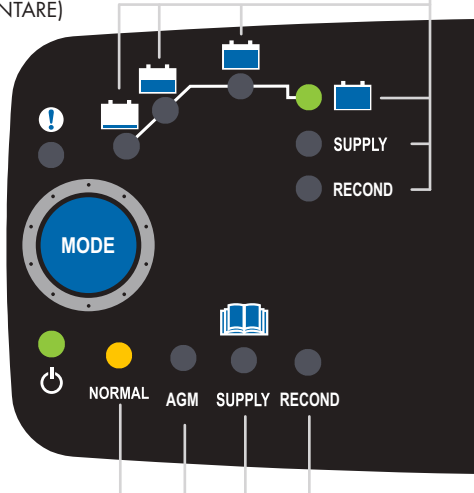 NTARE)
!
SUPPLY
RECOND
MODE
NORMAL AGM SUPPLY RECOND